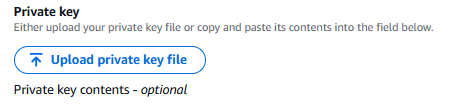 Private key
Either upload your private key file or copy and paste its contents into the field below.
Upload private key file
Private key contents - optional